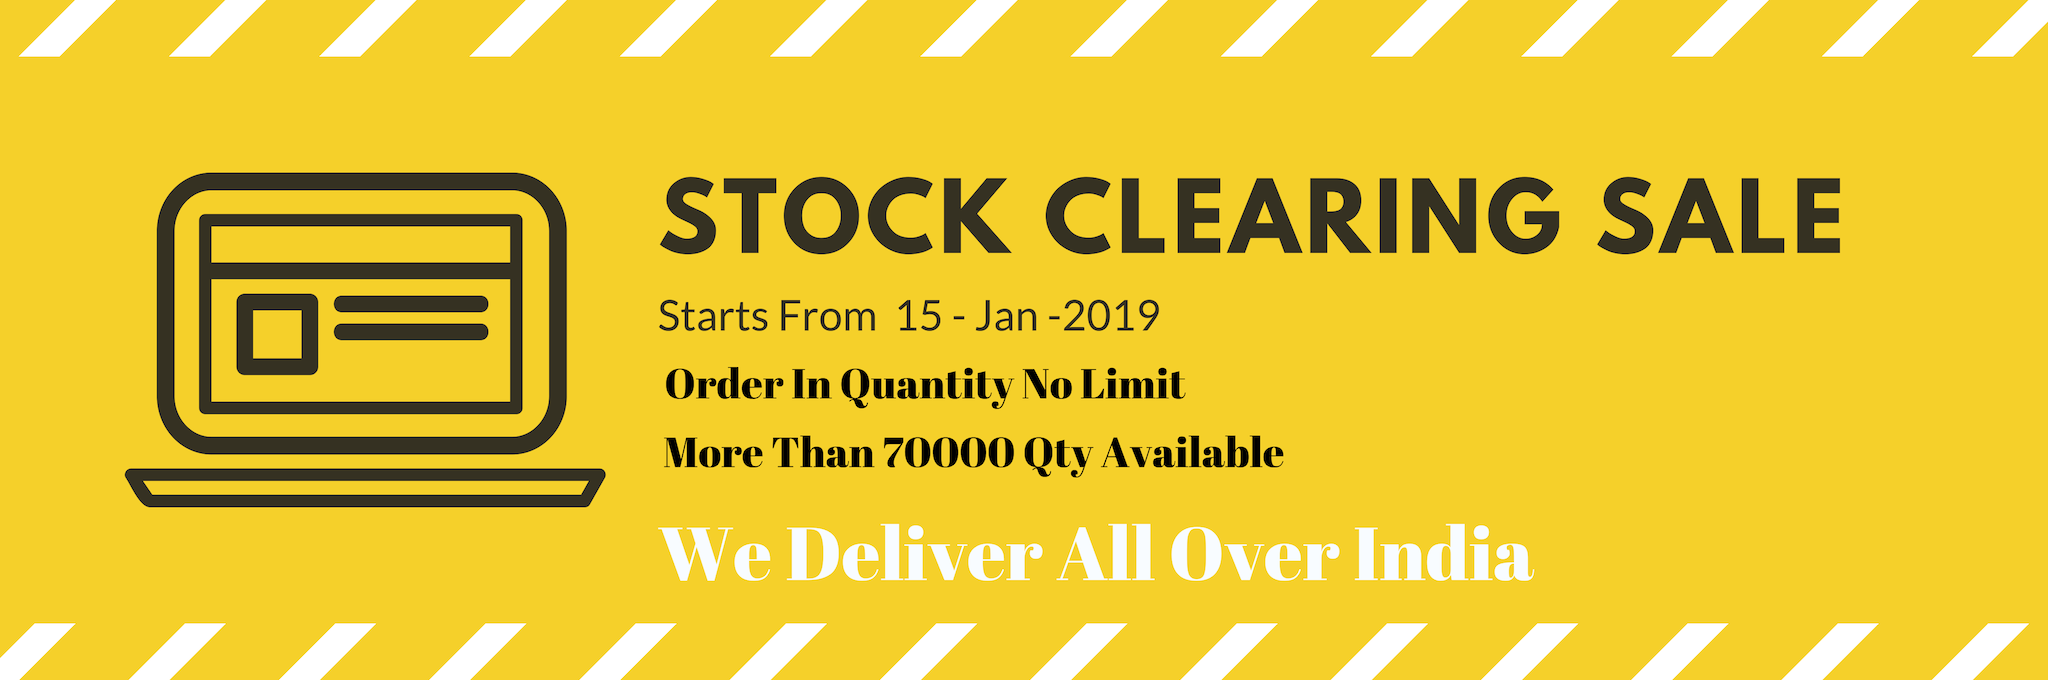 STOCK CLEARING SALE
Starts From  15 - Jan -2019
Order In Quantity No Limit
More Than 70000 Qty Available
We Deliver All Over India